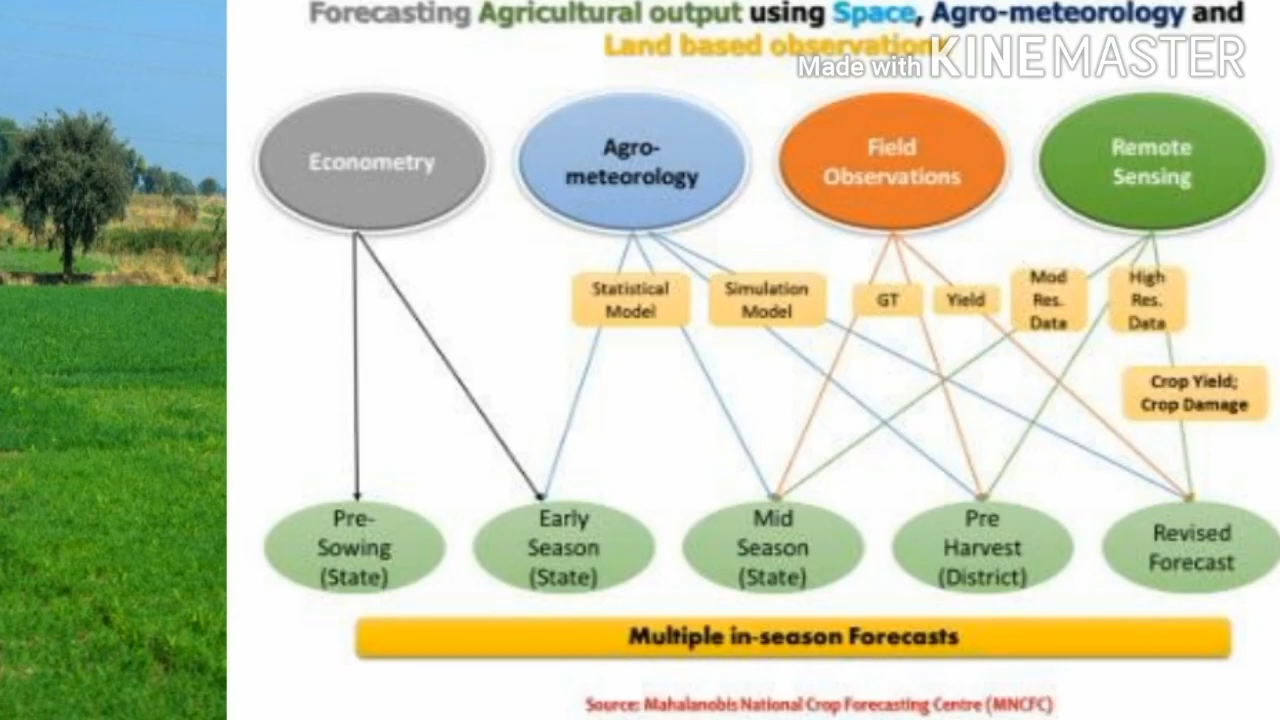 Forecasting Agricultural output using Space, Agro-meteorology and
Land based observation
Made with KINEMASTER
Econometry
Agro-
meteorology
Field
Observations
Remote
Sensing
Statistical
Model
Simulation
Model
GT
Yield
Mod
Res.
Data
High
Res.
Data
Crop Yield;
Crop Damage
Pre-
Sowing
(State)
Early
Season
(State)
Mid
Season
(State)
Pre
Harvest
(District)
Revised
Forecast
Multiple in-season Forecasts
Source: Mahalanobis National Crop Forecasting Centre (MNCFC)